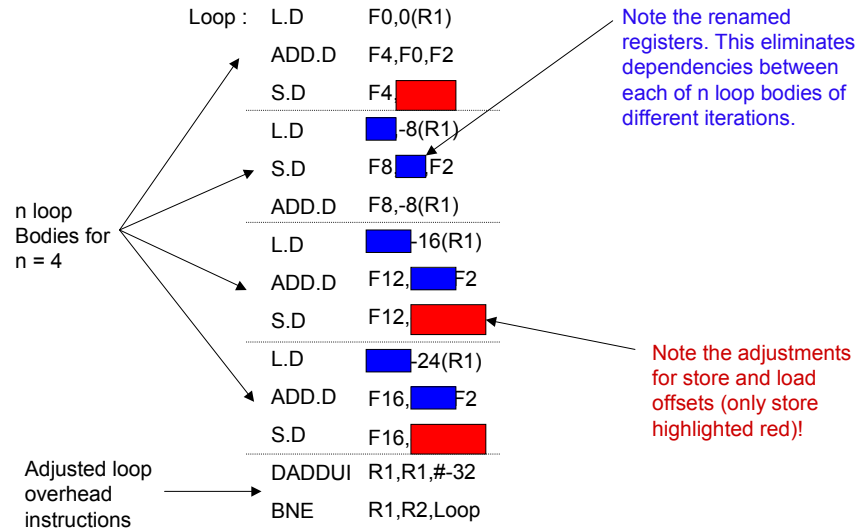 Loop : L.D F0,0(R1)
ADD.D F4,F0,F2
S.D F4,
L.D ,-8(R1)
S.D F8, ,F2
ADD.D F8,-8(R1)
L.D -16(R1)
ADD.D F12, F2
S.D F12,
L.D -24(R1)
ADD.D F16, F2
S.D F16,
DADDUI R1,R1,#-32
BNE R1,R2,Loop
n loop
Bodies for
n = 4
Adjusted loop
overhead
instructions
Note the renamed
registers. This eliminates
dependencies between
each of n loop bodies of
different iterations.
Note the adjustments
for store and load
offsets (only store
highlighted red)!